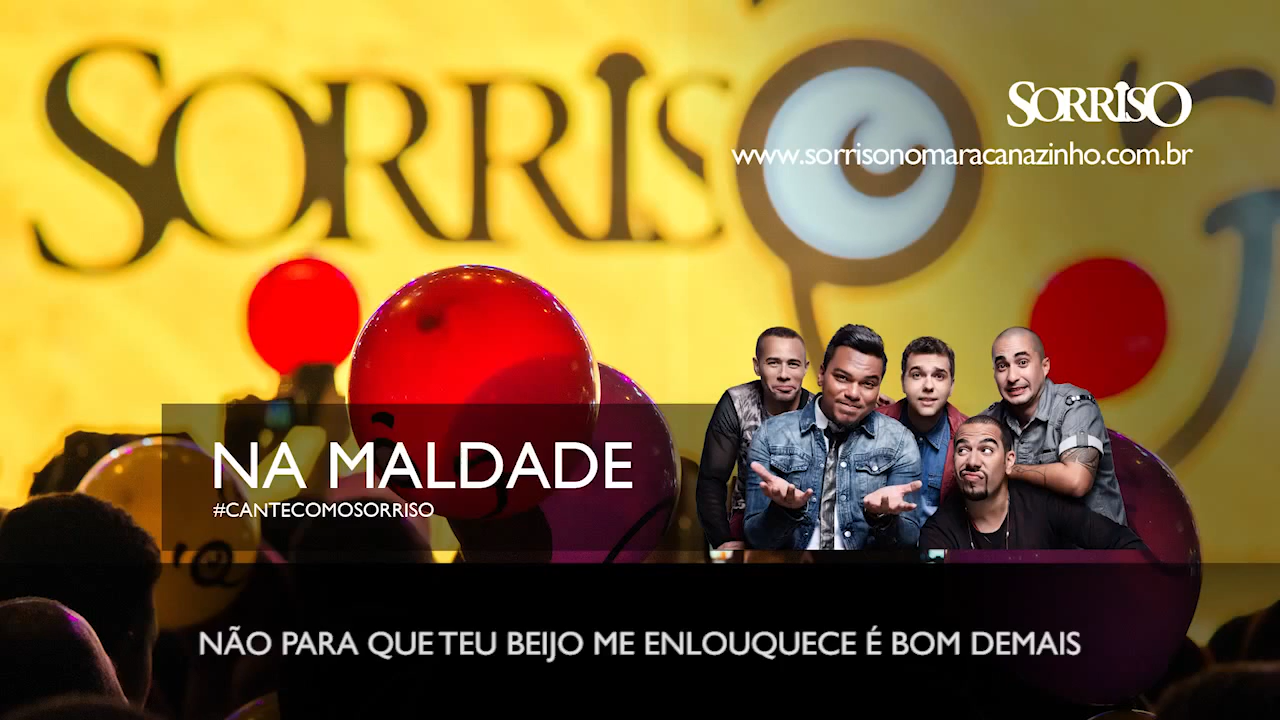 SORRISO
SORRISO
www.sorrisonomaracanazinho.com.br
NA MALDADE
#CANTECOMOSORRISO
NÃO PARA QUE TEU BEIJO ME ENLOUQUECE É BOM DEMAIS